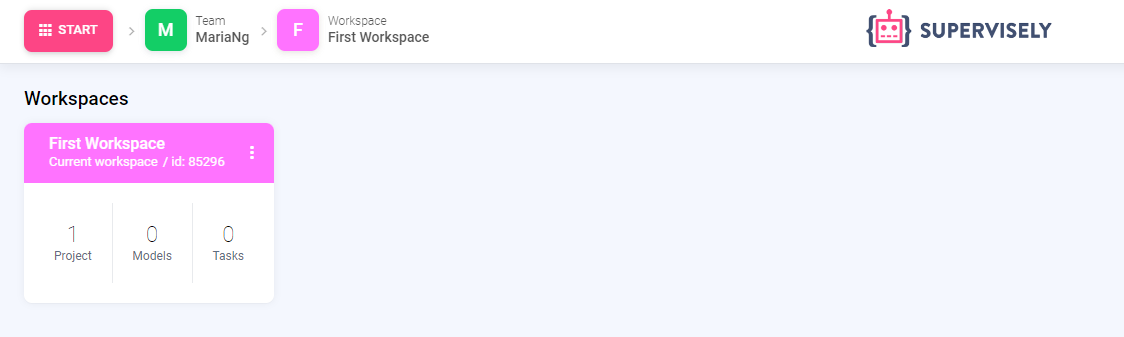 START
M
Team
MariaNg
F
Workspace
First Workspace
SUPERVISELY
Workspaces
First Workspace
Current workspace / id: 85296
1 0 0
Project Models Tasks